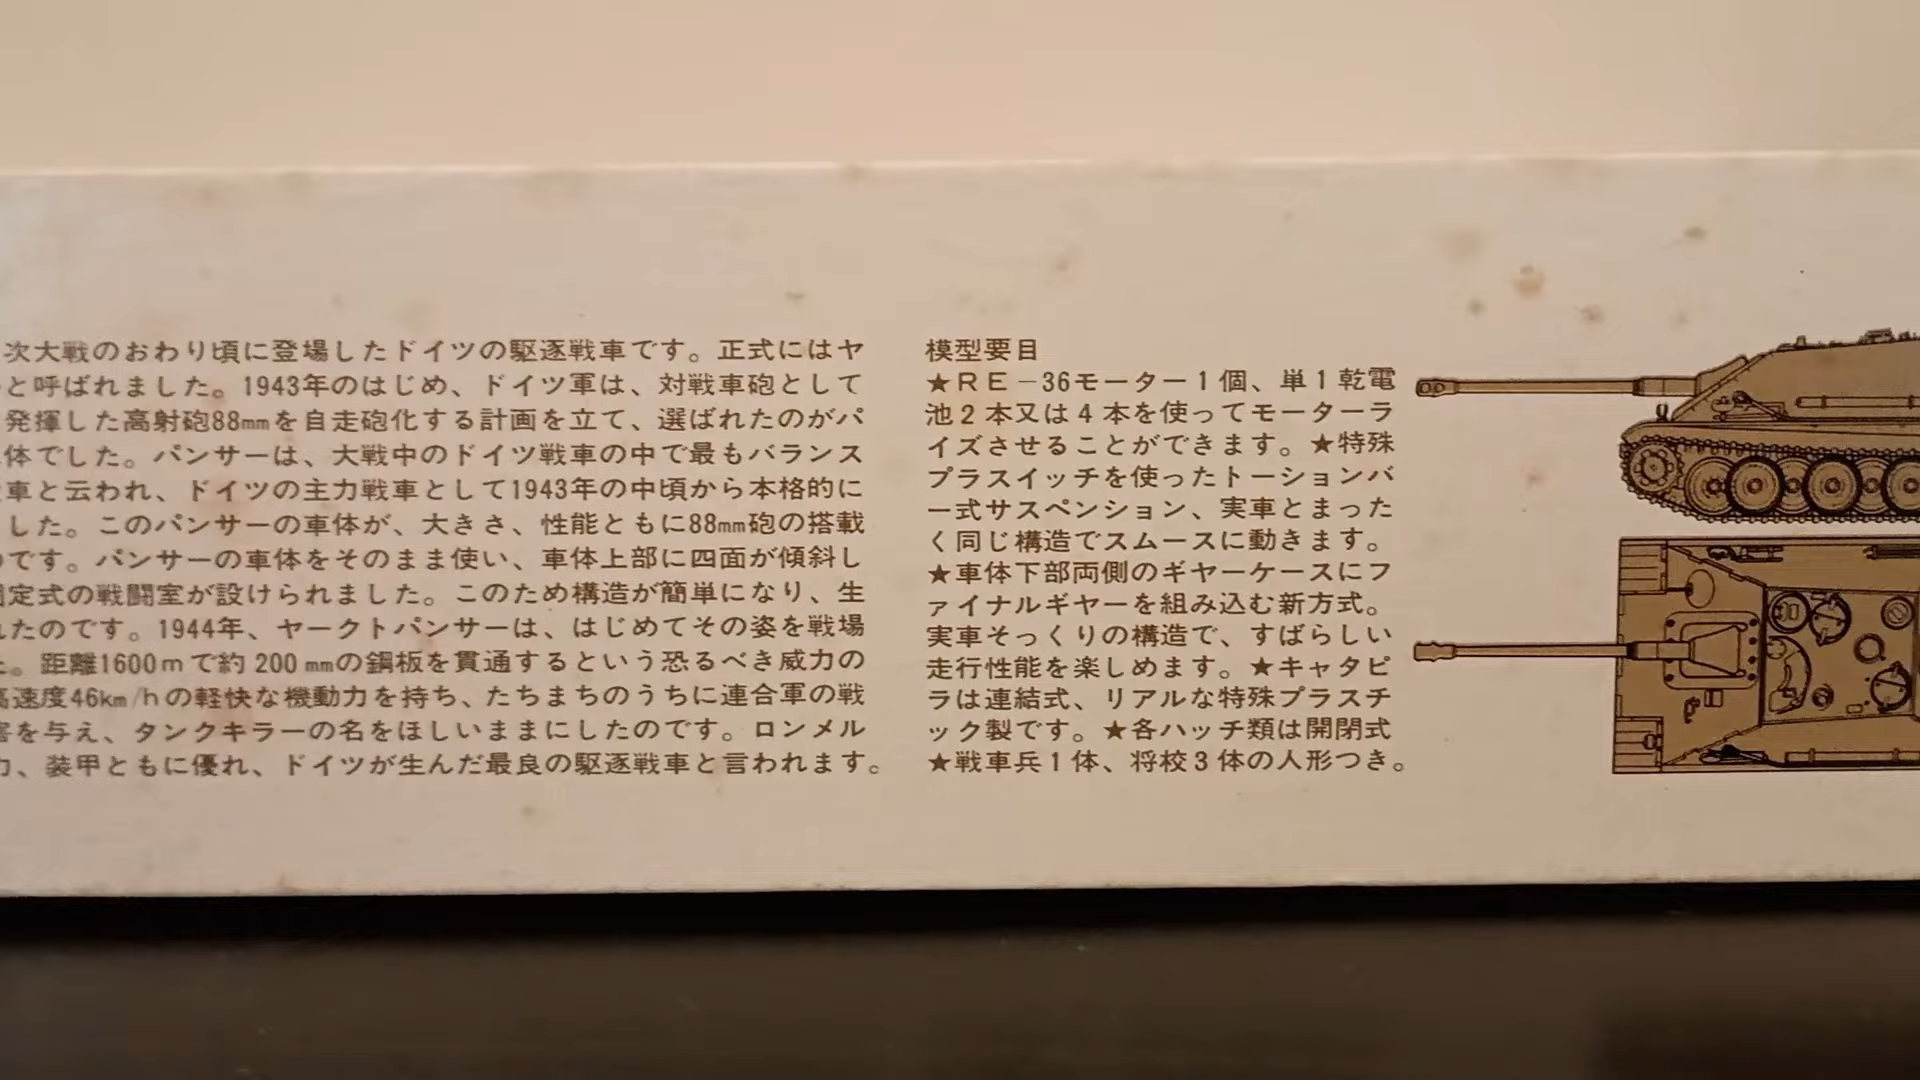 次大戦のおわり頃に登場したドイツの駆逐戦車です。正式にはヤ
と呼ばれました。1943年のはじめ、ドイツ軍は、対戦車砲として
発揮した高射砲88mmを自走砲化する計画を立て、選ばれたのがパ
体でした。パンサーは、大戦中のドイツ戦車の中で最もバランス
車と云われ、ドイツの主力戦車として1943年の中頃から本格的に
した。このパンサーの車体が、大きさ、性能ともに88mm砲の搭載
です。パンサーの車体をそのまま使い、車体上部に四面が傾斜し
定式の戦闘室が設けられました。このため構造が簡単になり、生
たのです。1944年、ヤークトパンサーは、はじめてその姿を戦場
。距離1600mで約200mmの鋼板を貫通するという恐るべき威力の
高速度46km/hの軽快な機動力を持ち、たちまちのうちに連合軍の戦
害を与え、タンクキラーの名をほしいままにしたのです。ロンメル
力、装甲ともに優れ、ドイツが生んだ最良の駆逐戦車と言われます。
模型要目
★RE-36モーター1個、単1乾電
池2本又は4本を使ってモーターラ
イズさせることができます。★特殊
プラスイッチを使ったトーションバ
ー式サスペンション、実車とまった
く同じ構造でスムースに動きます。
★車体下部両側のギヤーケースにフ
ァイナルギヤーを組み込む新方式。
実車そっくりの構造で、すばらしい
走行性能を楽しめます。★キャタピ
ラは連結式、リアルな特殊プラスチ
ック製です。★各ハッチ類は開閉式
★戦車兵1体、将校3体の人形つき。